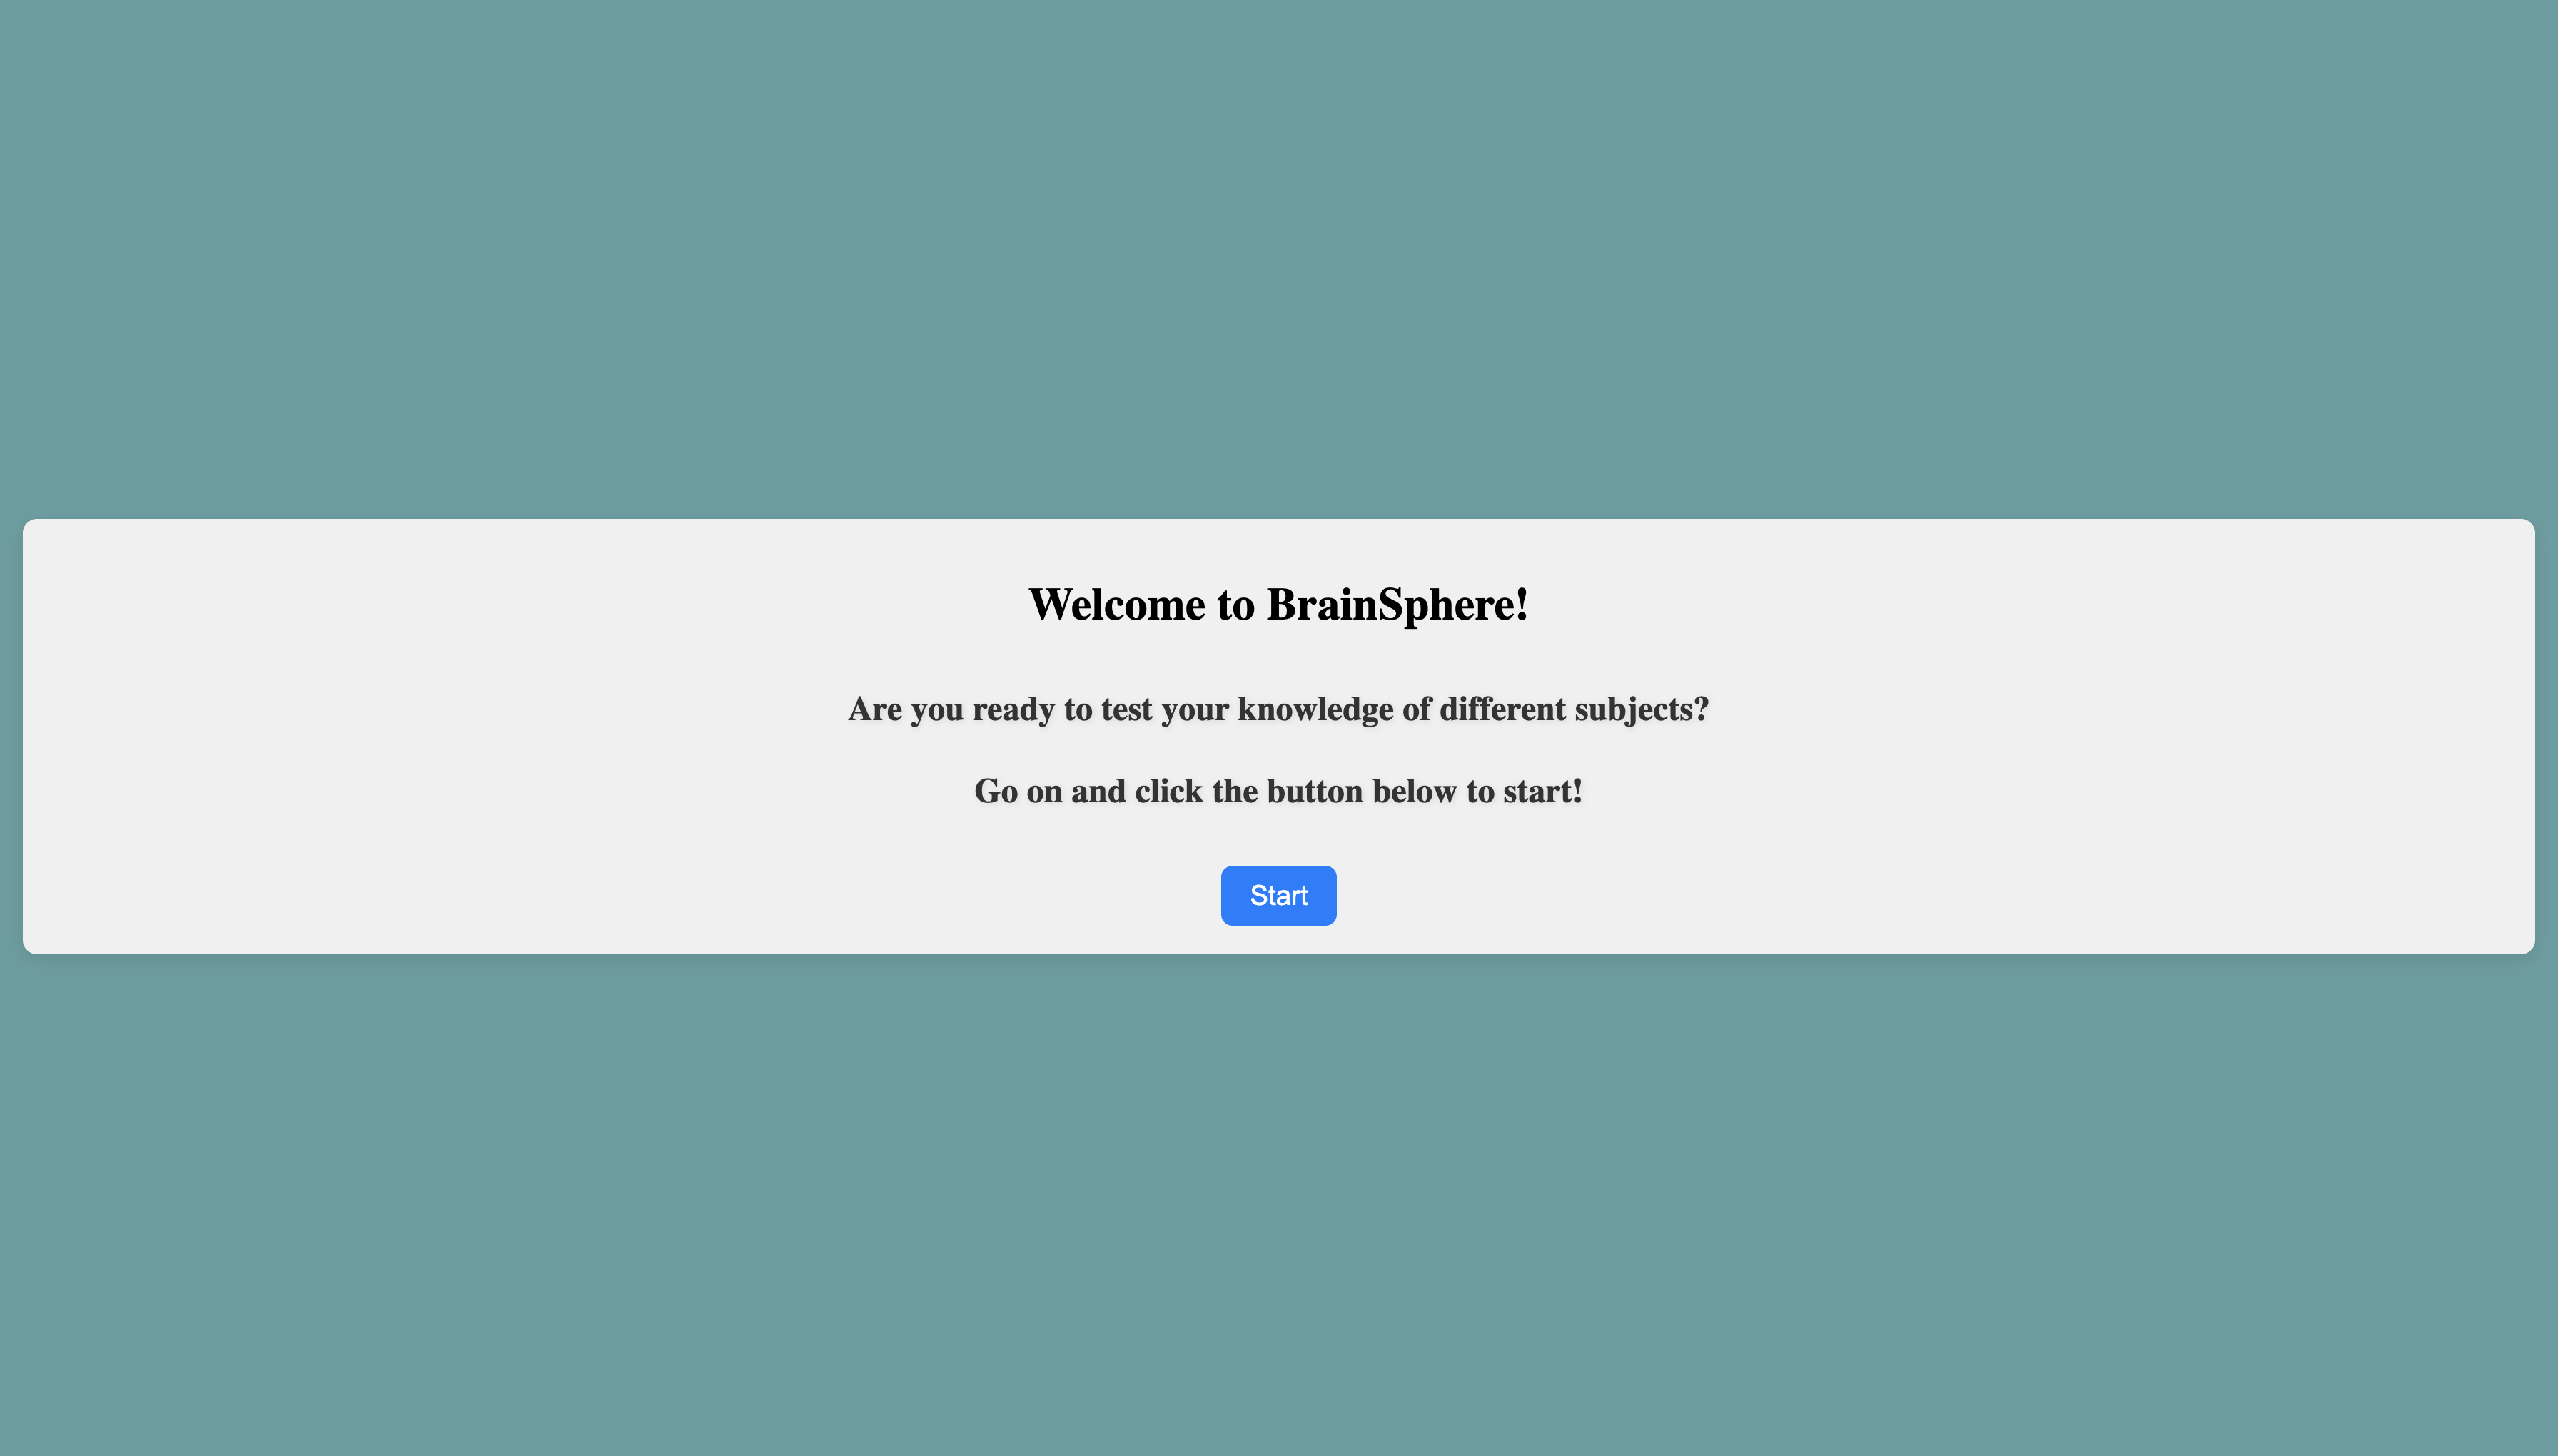 Welcome to BrainSphere!
Are you ready to test your knowledge of different subjects?
Go on and click the button below to start!
Start